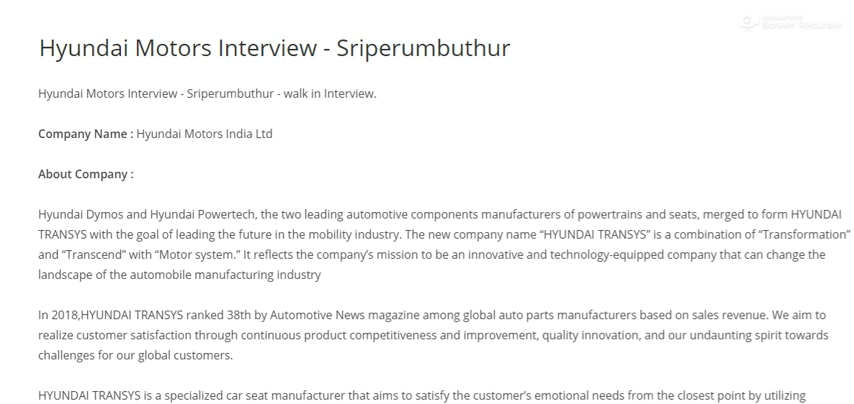 Screen Recorder
Hyundai Motors Interview - Sriperumbuthur
Hyundai Motors Interview - Sriperumbuthur - walk in Interview.
Company Name : Hyundai Motors India Ltd
About Company :
Hyundai Dymos and Hyundai Powertech, the two leading automotive components manufacturers of powertrains and seats, merged to form HYUNDAI
TRANSYS with the goal of leading the future in the mobility industry. The new company name “HYUNDAI TRANSYS” is a combination of “Transformation”
and “Transcend” with “Motor system.” It reflects the company’s mission to be an innovative and technology-equipped company that can change the
landscape of the automobile manufacturing industry
In 2018,HYUNDAI TRANSYS ranked 38th by Automotive News magazine among global auto parts manufacturers based on sales revenue. We aim to
realize customer satisfaction through continuous product competitiveness and improvement, quality innovation, and our undaunting spirit towards
challenges for our global customers.
HYUNDAI TRANSYS is a specialized car seat manufacturer that aims to satisfy the customer’s emotional needs from the closest point by utilizing